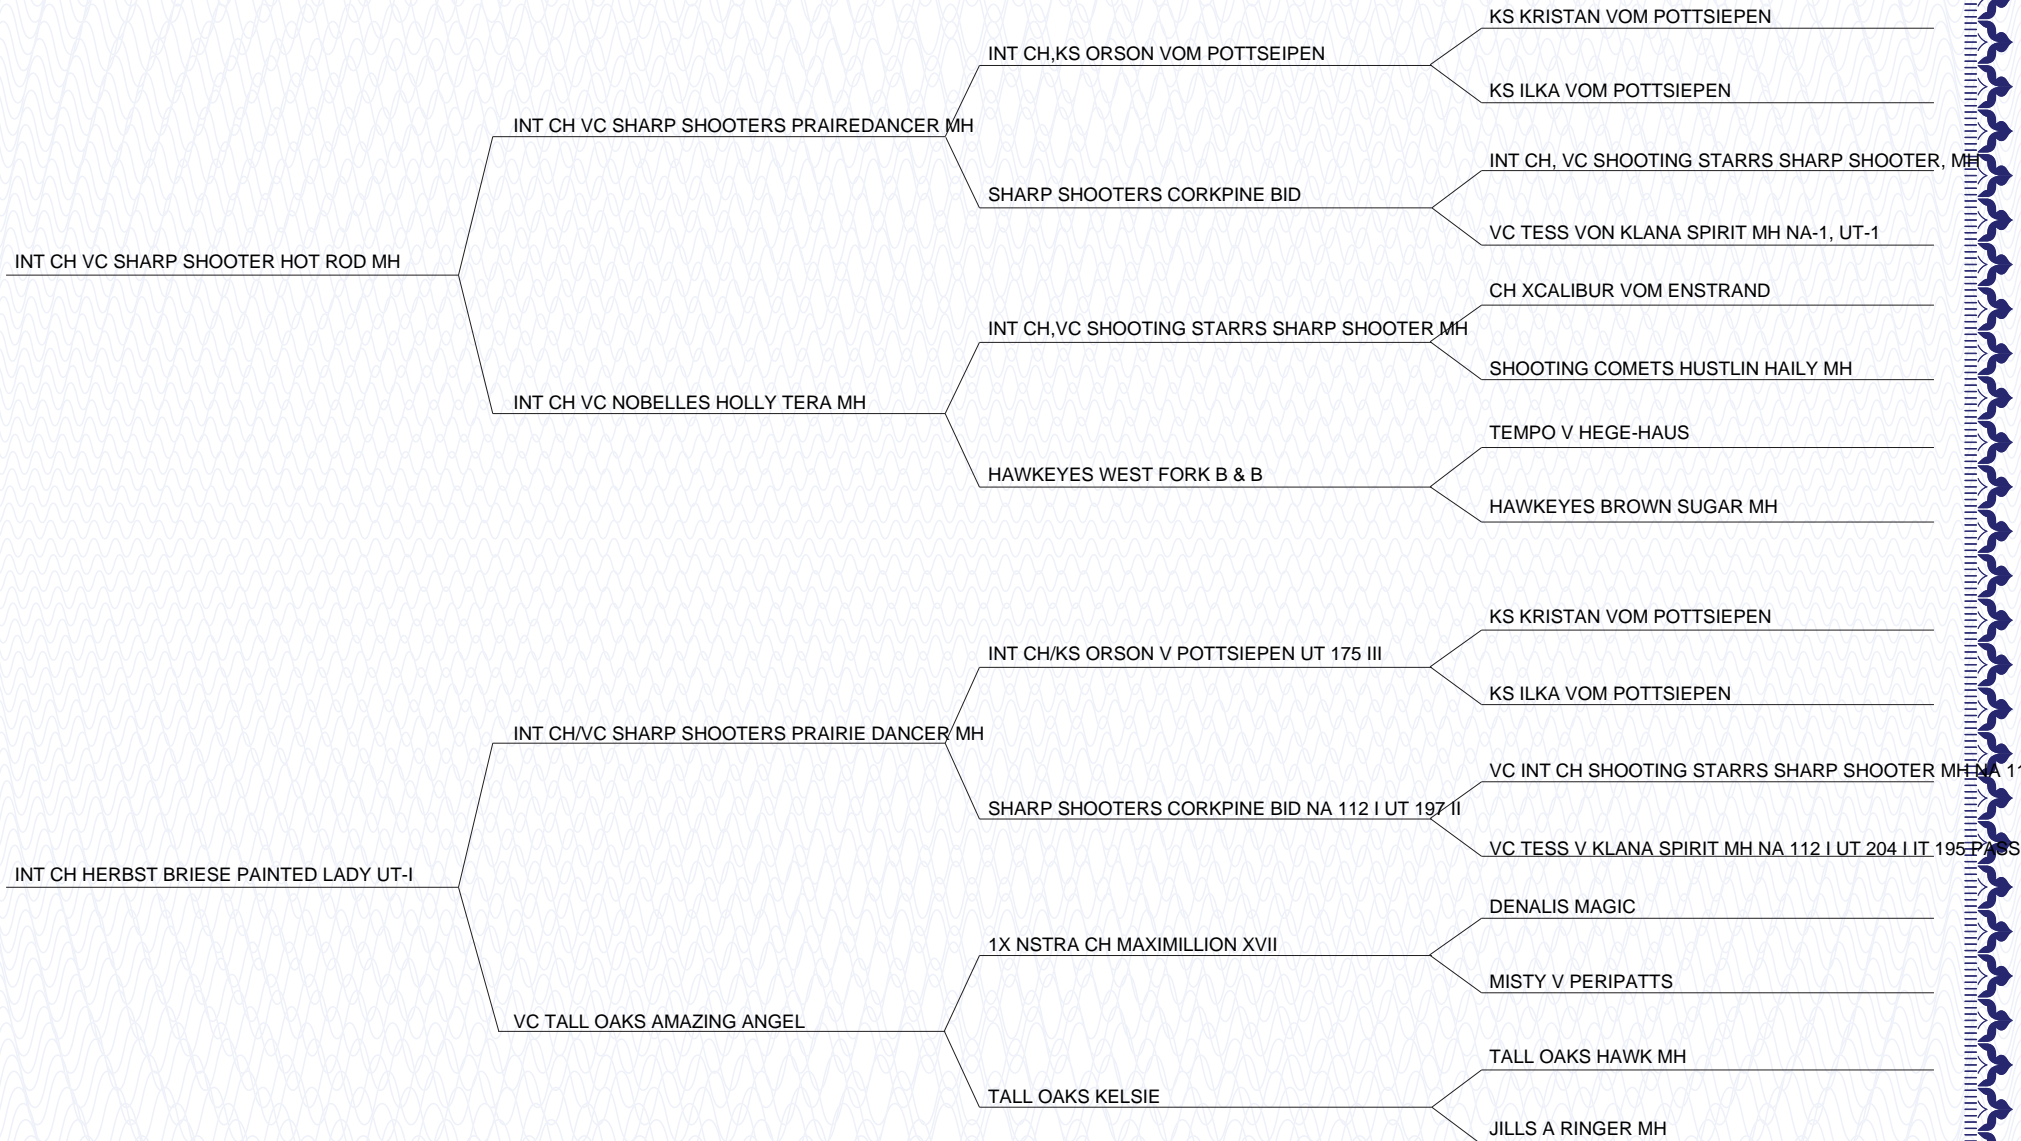 KS KRISTAN VOM POTTSIEPEN
INT CH,KS ORSON VOM POTTSEIPEN
KS ILKA VOM POTTSIEPEN
INT CH VC SHARP SHOOTERS PRAIREDANCER MH
INT CH, VC SHOOTING STARRS SHARP SHOOTER, MH
SHARP SHOOTERS CORKPINE BID
VC TESS VON KLANA SPIRIT MH NA-1, UT-1
INT CH VC SHARP SHOOTER HOT ROD MH
CH XCALIBUR VOM ENSTRAND
INT CH,VC SHOOTING STARRS SHARP SHOOTER MH
SHOOTING COMETS HUSTLIN HAILY MH
INT CH VC NOBELLES HOLLY TERA MH
TEMPO V HEGE-HAUS
HAWKEYES WEST FORK B & B
HAWKEYES BROWN SUGAR MH
KS KRISTAN VOM POTTSIEPEN
INT CH/KS ORSON V POTTSIEPEN UT 175 III
KS ILKA VOM POTTSIEPEN
INT CH/VC SHARP SHOOTERS PRAIRIE DANCER MH
VC INT CH SHOOTING STARRS SHARP SHOOTER MH NA 11
SHARP SHOOTERS CORKPINE BID NA 112 I UT 197 II
VC TESS V KLANA SPIRIT MH NA 112 I UT 204 I IT 195 PASS
INT CH HERBST BRIESE PAINTED LADY UT-I
DENALIS MAGIC
1X NSTRA CH MAXIMILLION XVII
MISTY V PERIPATTS
VC TALL OAKS AMAZING ANGEL
TALL OAKS HAWK MH
TALL OAKS KELSIE
JILLS A RINGER MH